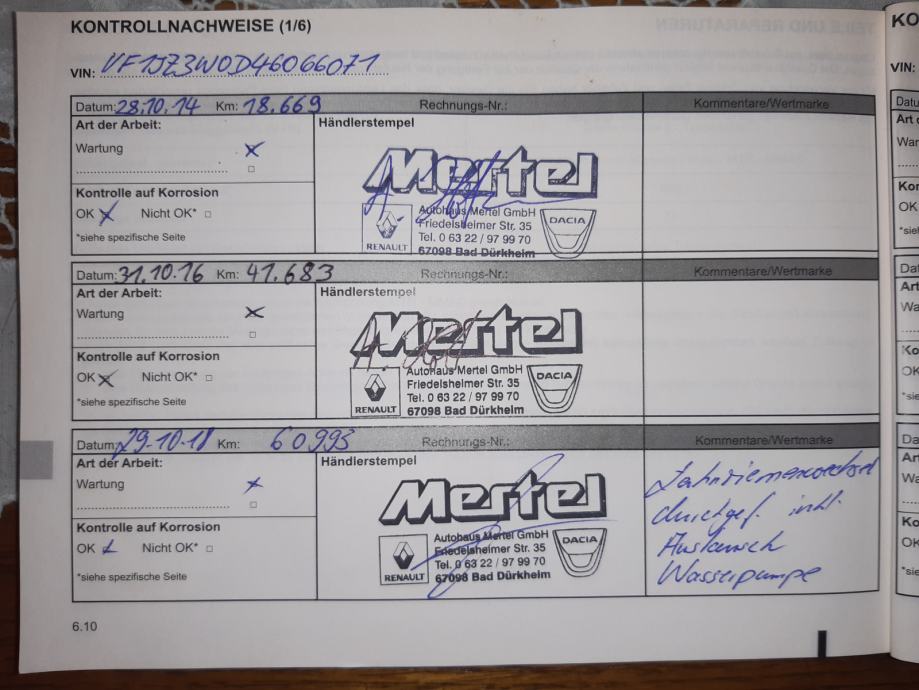 KONTROLLNACHWEISE (1/6)
VIN: VF1JZ3W0D46066071
Datum: 28.10.14 Km: 18.669 Rechnungs-Nr.: Kommentare/Wertmarke
Art der Arbeit: Händlerstempel
Wartung
Mertel
Kontrolle auf Korrosion
OK Nicht OK*
*siehe spezifische Seite
Autohaus Mertel GmbH
Friedelsheimer Str. 35
Tel. 0 63 22 / 97 99 70
67098 Bad Dürkheim
RENAULT
DACIA
Datum: 31.10.16 Km: 41.683 Rechnungs-Nr.: Kommentare/Wertmarke
Art der Arbeit: Händlerstempel
Wartung
Mertel
Kontrolle auf Korrosion
OK Nicht OK*
*siehe spezifische Seite
Autohaus Mertel GmbH
Friedelsheimer Str. 35
Tel. 0 63 22 / 97 99 70
67098 Bad Dürkheim
RENAULT
DACIA
Datum: 29.10.18 Km: 60993 Rechnungs-Nr.: Kommentare/Wertmarke
Art der Arbeit: Händlerstempel
Wartung
Mertel
Kontrolle auf Korrosion
OK Nicht OK*
*siehe spezifische Seite
Autohaus Mertel GmbH
Friedelsheimer Str. 35
Tel. 0 63 22 / 97 99 70
67098 Bad Dürkheim
RENAULT
DACIA
Zahnriemenwechsel
durchgef. inkl.
Austausch
Wasserpumpe
6.10
KO
VIN: